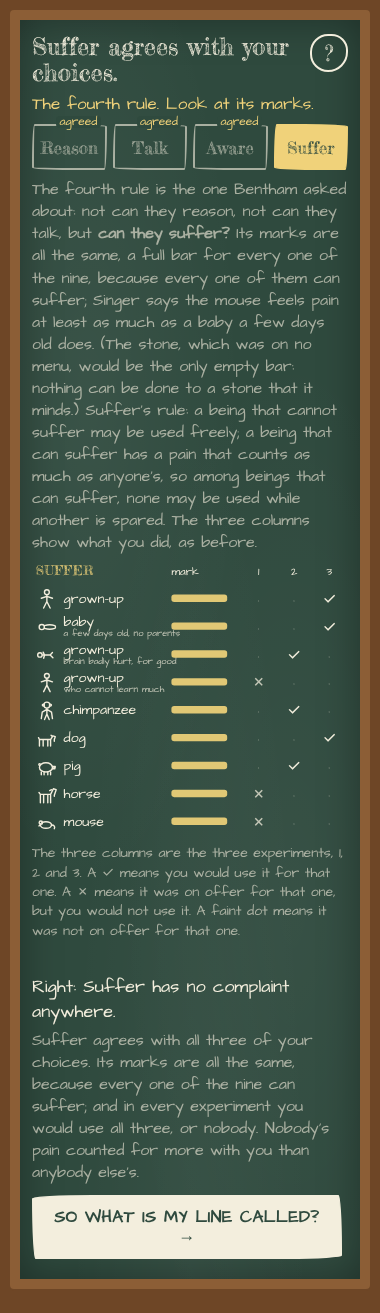 Suffer agrees with your
choices.
?
The fourth rule. Look at its marks.
agreed agreed agreed
Reason Talk Aware Suffer
The fourth rule is the one Bentham asked
about: not can they reason, not can they
talk, but can they suffer? Its marks are
all the same, a full bar for every one of
the nine, because every one of them can
suffer; Singer says the mouse feels pain
at least as much as a baby a few days
old does. (The stone, which was on no
menu, would be the only empty bar:
nothing can be done to a stone that it
minds.) Suffer's rule: a being that cannot
suffer may be used freely; a being that
can suffer has a pain that counts as
much as anyone's, so among beings that
can suffer, none may be used while
another is spared. The three columns
show what you did, as before.
SUFFER mark 1 2 3
grown-up ✓
baby ✓
a few days old, no parents
grown-up ✓
brain badly hurt, for good
grown-up ×
who cannot learn much
chimpanzee ✓
dog ✓
pig ✓
horse ×
mouse ×
The three columns are the three experiments, 1,
2 and 3. A ✓ means you would use it for that
one. A × means it was on offer for that one,
but you would not use it. A faint dot means it
was not on offer for that one.
Right: Suffer has no complaint
anywhere.
Suffer agrees with all three of your
choices. Its marks are all the same,
because every one of the nine can
suffer; and in every experiment you
would use all three, or nobody. Nobody's
pain counted for more with you than
anybody else's.
SO WHAT IS MY LINE CALLED?
→